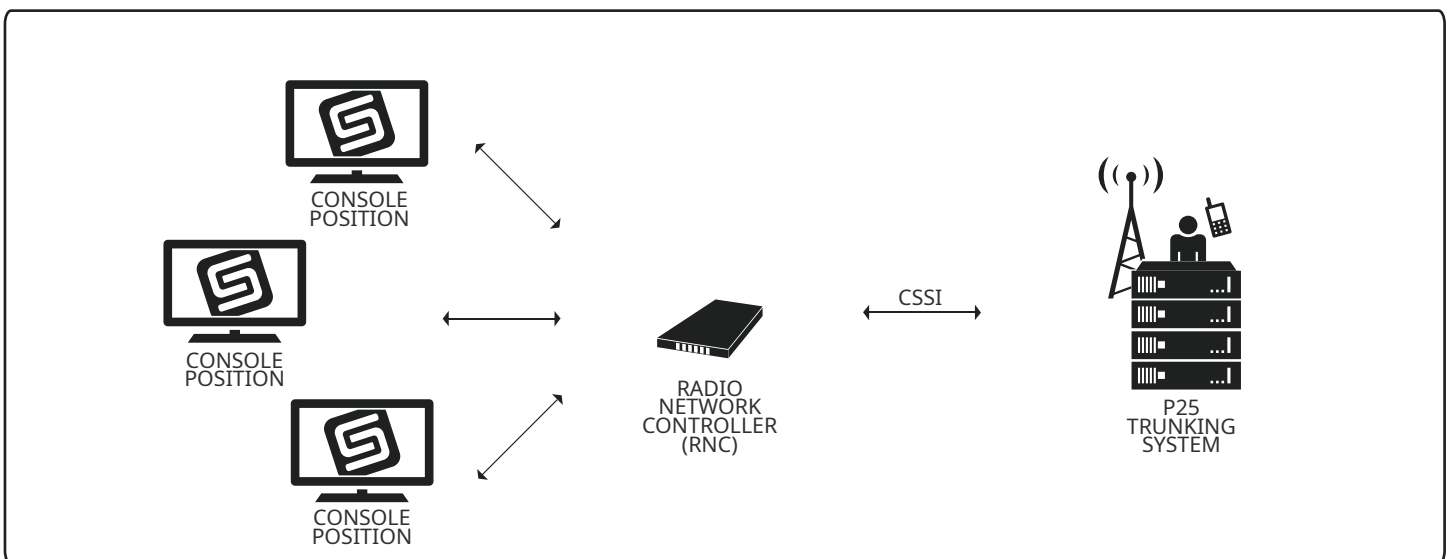 CONSOLE
POSITION
CONSOLE
POSITION
CONSOLE
POSITION
RADIO
NETWORK
CONTROLLER
(RNC)
CSSI
P25
TRUNKING
SYSTEM